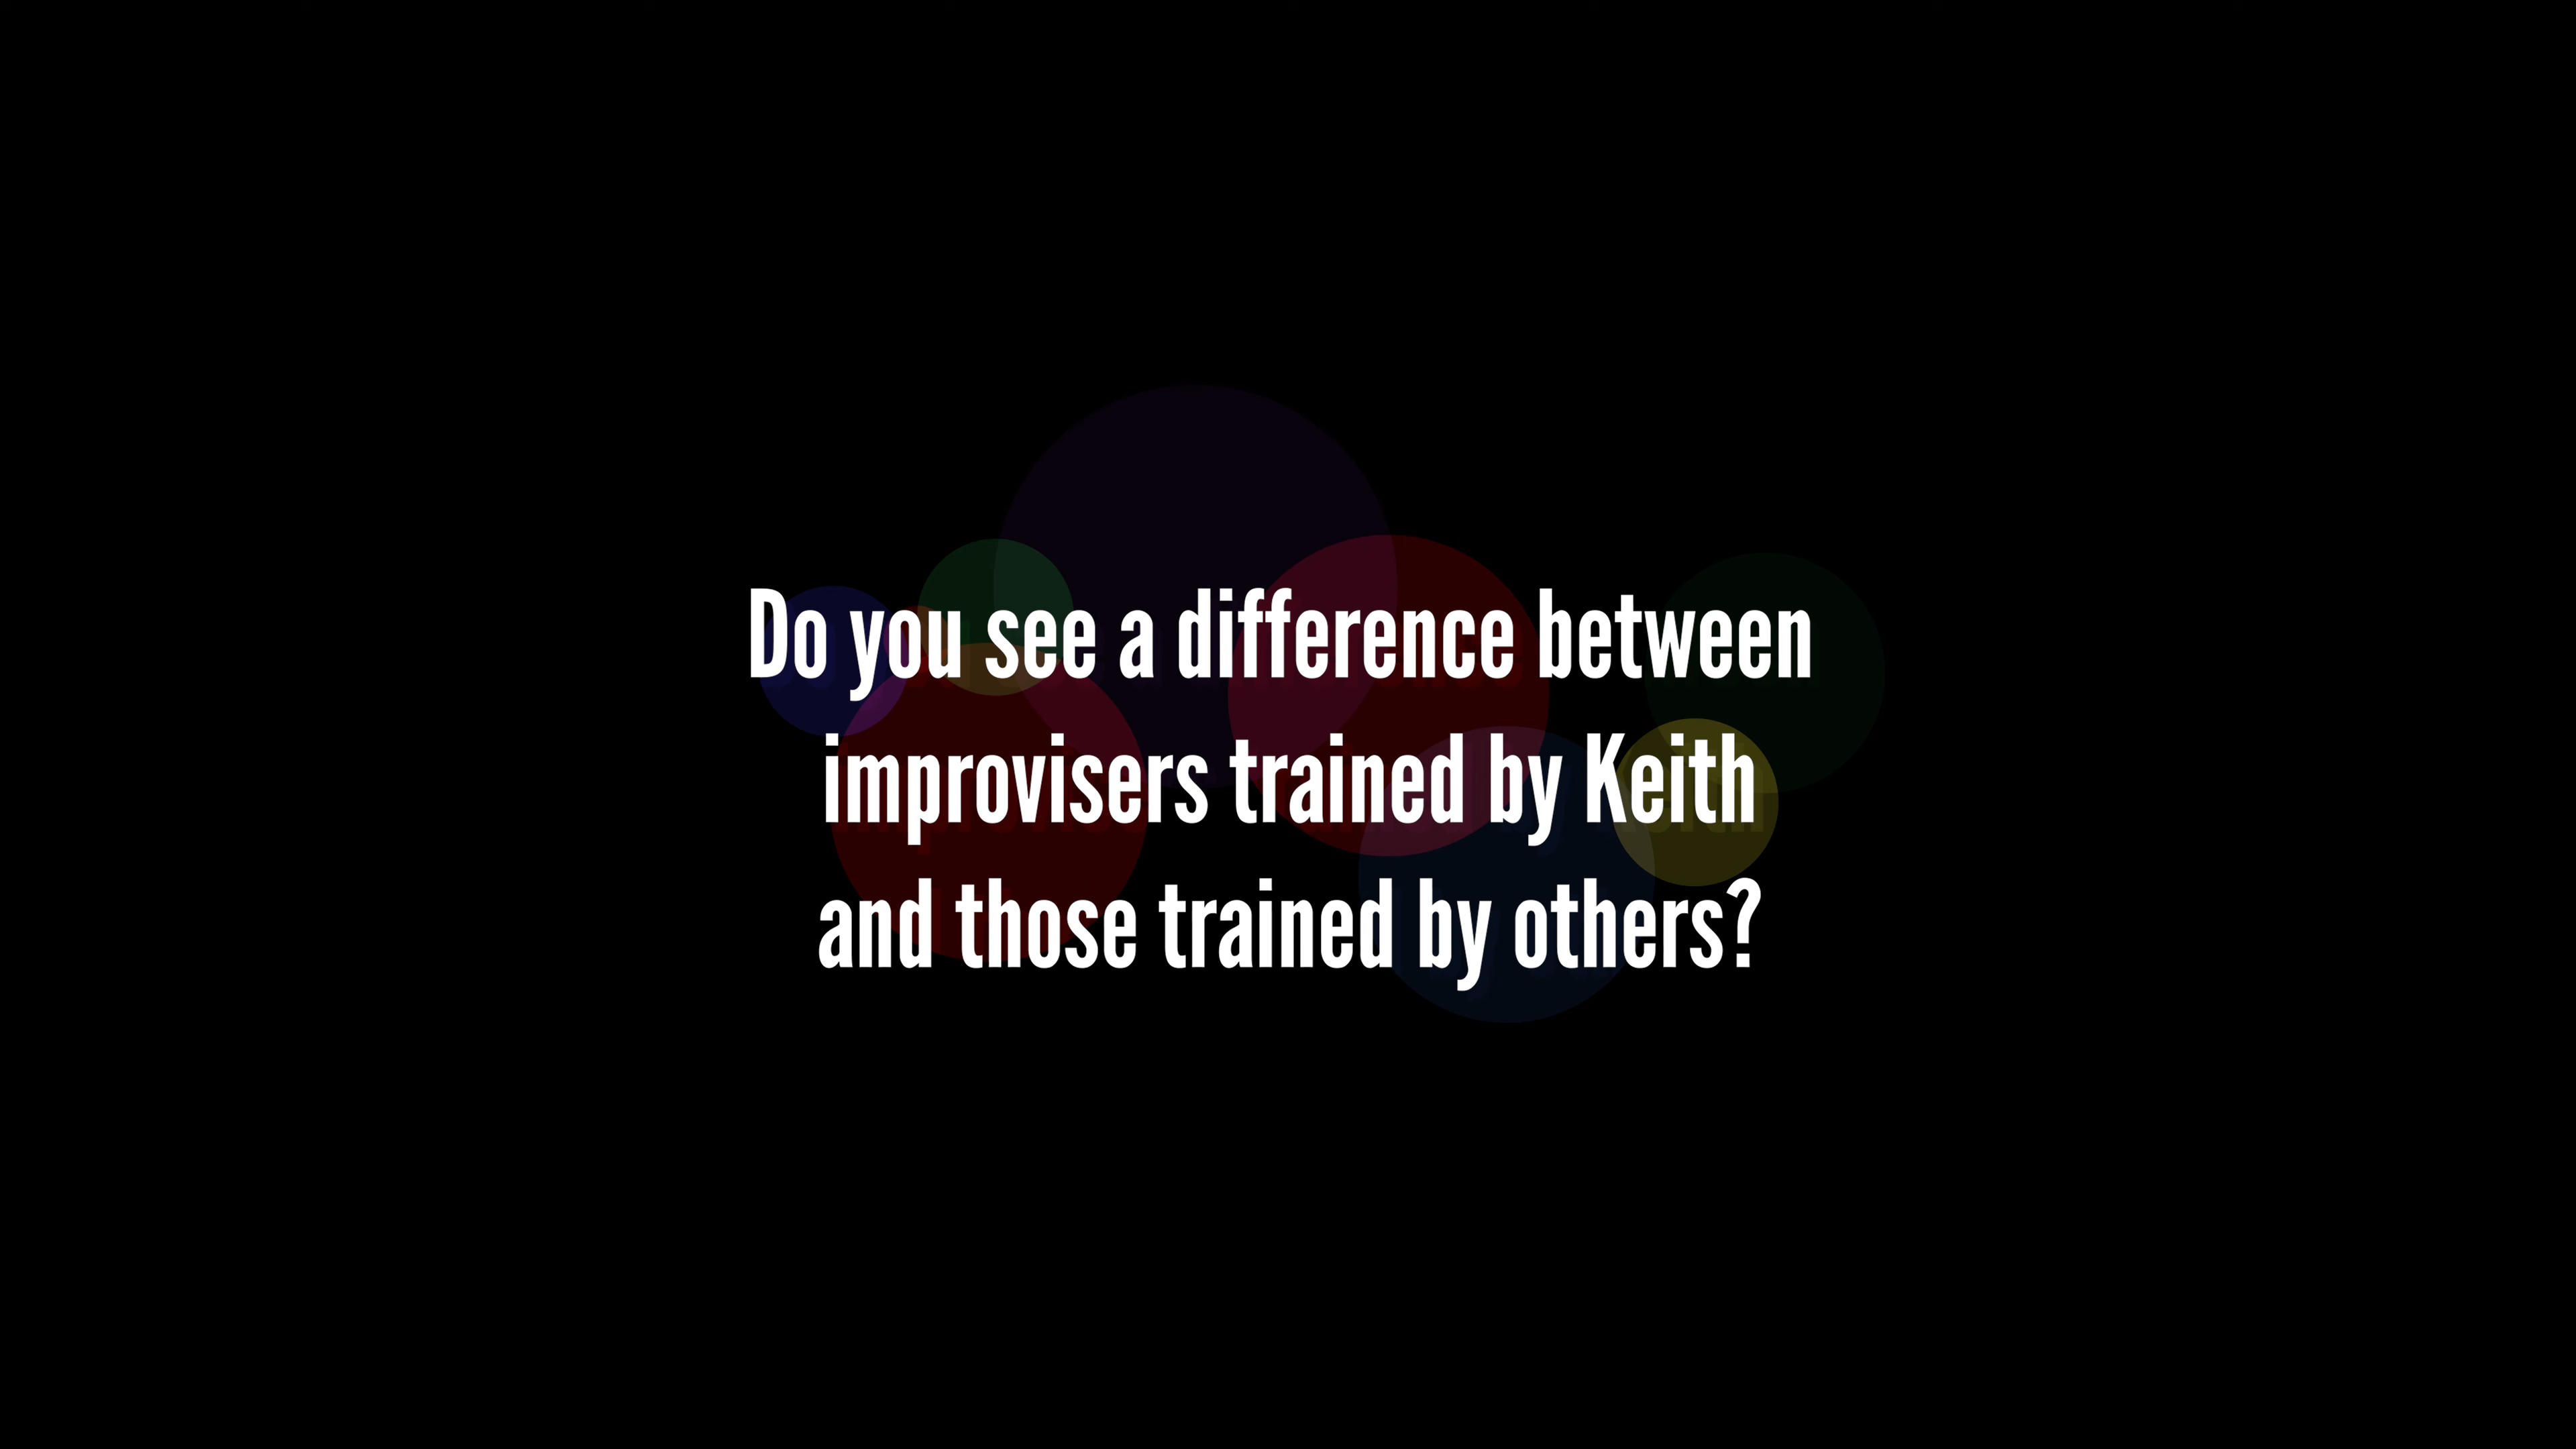 Do you see a difference between
improvisers trained by Keith
and those trained by others?